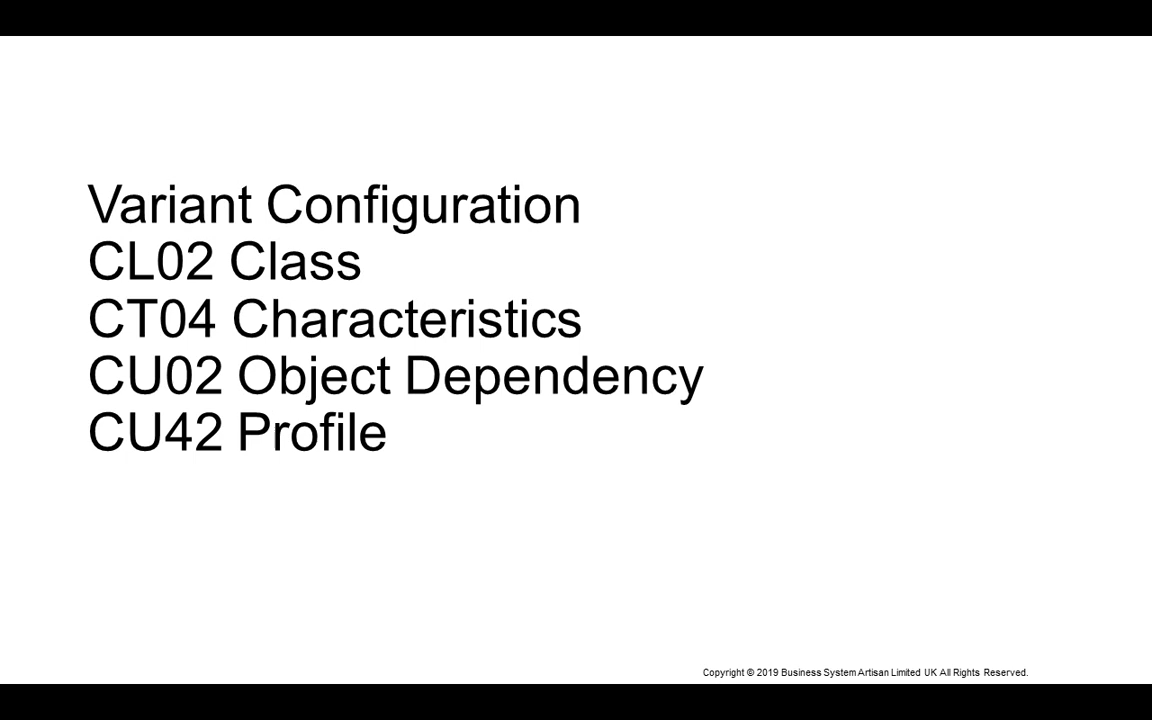 Variant Configuration
CL02 Class
CT04 Characteristics
CU02 Object Dependency
CU42 Profile
Copyright © 2019 Business System Artisan Limited UK All Rights Reserved.